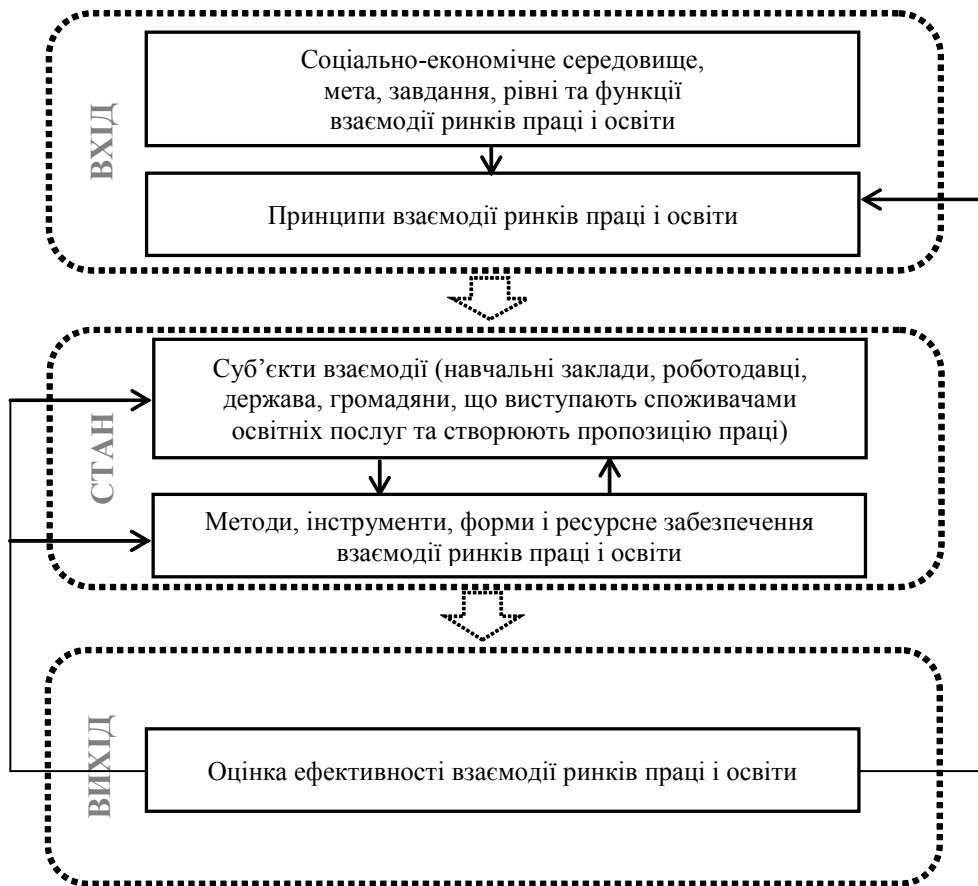 ВХІД
Соціально-економічне середовище,
мета, завдання, рівні та функції
взаємодії ринків праці і освіти
Принципи взаємодії ринків праці і освіти
СТАН
Суб’єкти взаємодії (навчальні заклади, роботодавці,
держава, громадяни, що виступають споживачами
освітніх послуг та створюють пропозицію праці)
Методи, інструменти, форми і ресурсне забезпечення
взаємодії ринків праці і освіти
ВИХІД
Оцінка ефективності взаємодії ринків праці і освіти